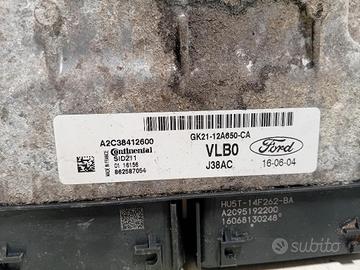 A2C38412600
Continental
SID211
MADE IN FRANCE
01 16156
862587054
GK21-12A650-CA
VLB0
J38AC
Ford
16-06-04
HU5T-14F262-BA
A2C95192200
16068130248
subito